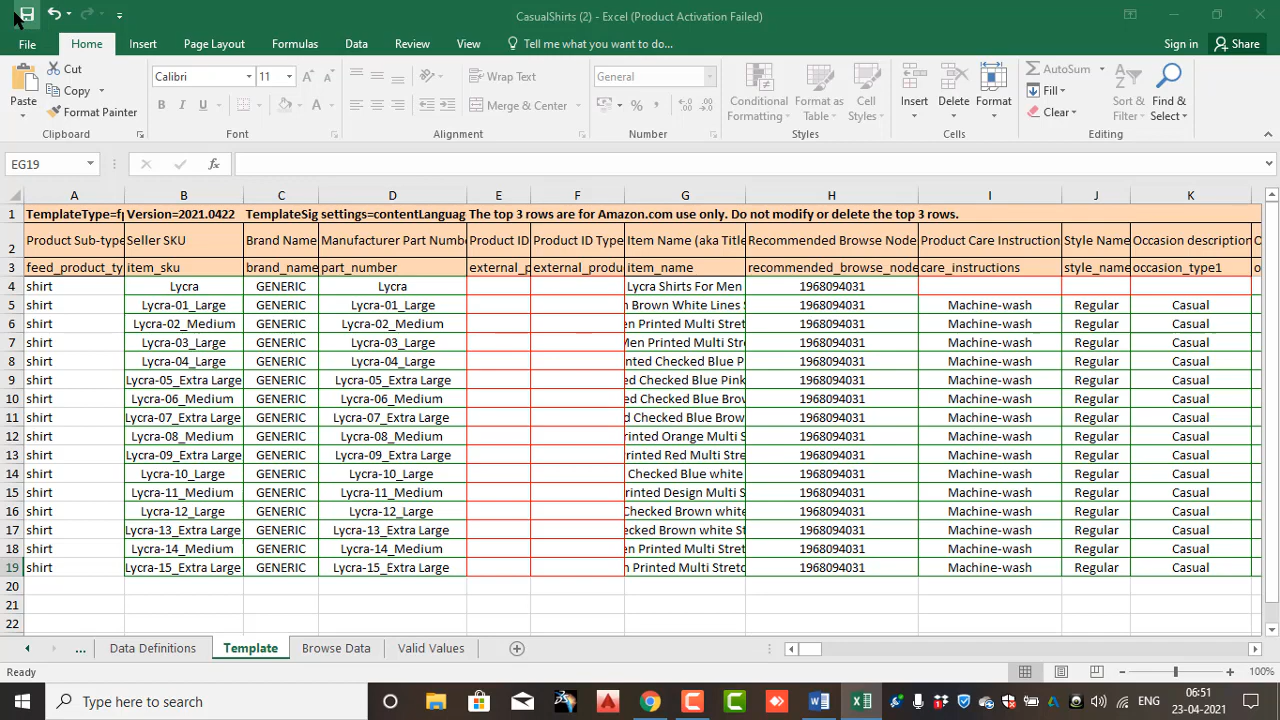 CasualShirts (2) - Excel (Product Activation Failed)
File Home Insert Page Layout Formulas Data Review View Tell me what you want to do... Sign in Share
Cut
Copy
Format Painter
Paste
Calibri 11
B I U
Wrap Text
Merge & Center
General
Conditional Formatting
Format as Table
Cell Styles
Insert Delete Format
AutoSum
Fill
Clear
Sort & Filter
Find & Select
Clipboard Font Alignment Number Styles Cells Editing
EG19 fx
A B C D E F G H I J K
1 TemplateType=f Version=2021.0422 TemplateSig settings=contentLanguag The top 3 rows are for Amazon.com use only. Do not modify or delete the top 3 rows.
2 Product Sub-type Seller SKU Brand Name Manufacturer Part Numb Product ID Product ID Type Item Name (aka Title Recommended Browse Node Product Care Instruction Style Name Occasion description
3 feed_product_ty item_sku brand_name part_number external_p external_produ item_name recommended_browse_node care_instructions style_name occasion_type1 o
4 shirt Lycra GENERIC Lycra Lycra Shirts For Men 1968094031
5 shirt Lycra-01_Large GENERIC Lycra-01_Large n Brown White Lines S 1968094031 Machine-wash Regular Casual
6 shirt Lycra-02_Medium GENERIC Lycra-02_Medium en Printed Multi Stret 1968094031 Machine-wash Regular Casual
7 shirt Lycra-03_Large GENERIC Lycra-03_Large Men Printed Multi Str 1968094031 Machine-wash Regular Casual
8 shirt Lycra-04_Large GENERIC Lycra-04_Large nted Checked Blue P 1968094031 Machine-wash Regular Casual
9 shirt Lycra-05_Extra Large GENERIC Lycra-05_Extra Large d Checked Blue Pink 1968094031 Machine-wash Regular Casual
10 shirt Lycra-06_Medium GENERIC Lycra-06_Medium d Checked Blue Brow 1968094031 Machine-wash Regular Casual
11 shirt Lycra-07_Extra Large GENERIC Lycra-07_Extra Large d Checked Blue Brow 1968094031 Machine-wash Regular Casual
12 shirt Lycra-08_Medium GENERIC Lycra-08_Medium rinted Orange Multi S 1968094031 Machine-wash Regular Casual
13 shirt Lycra-09_Extra Large GENERIC Lycra-09_Extra Large Printed Red Multi Stre 1968094031 Machine-wash Regular Casual
14 shirt Lycra-10_Large GENERIC Lycra-10_Large Checked Blue white 1968094031 Machine-wash Regular Casual
15 shirt Lycra-11_Medium GENERIC Lycra-11_Medium rinted Design Multi S 1968094031 Machine-wash Regular Casual
16 shirt Lycra-12_Large GENERIC Lycra-12_Large Checked Brown white 1968094031 Machine-wash Regular Casual
17 shirt Lycra-13_Extra Large GENERIC Lycra-13_Extra Large ecked Brown white St 1968094031 Machine-wash Regular Casual
18 shirt Lycra-14_Medium GENERIC Lycra-14_Medium en Printed Multi Stret 1968094031 Machine-wash Regular Casual
19 shirt Lycra-15_Extra Large GENERIC Lycra-15_Extra Large n Printed Multi Stretc 1968094031 Machine-wash Regular Casual
20
21
22
... Data Definitions Template Browse Data Valid Values
Ready 100%
Type here to search ENG 06:51
23-04-2021